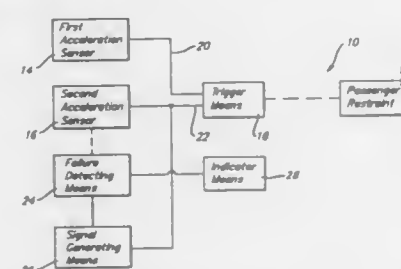 First
Acceleration
Sensor
14
20
10
Second
Acceleration
Sensor
16
Trigger
Means
18
22
Passenger
Restraint
Failure
Detecting
Means
24
Indicator
Means
28
Signal
Generating
Means